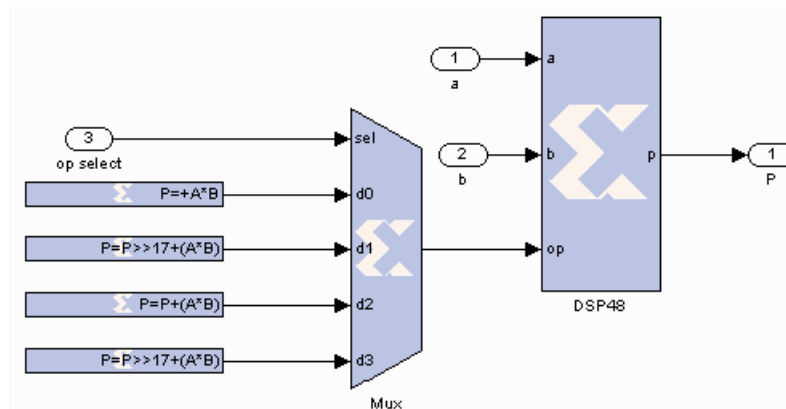 1
a
a
3
op select
sel
2
b
b
p
1
P
P=+A*B
d0
P=P>>17+(A*B)
d1
op
P=P+(A*B)
d2
DSP48
P=P>>17+(A*B)
d3
Mux